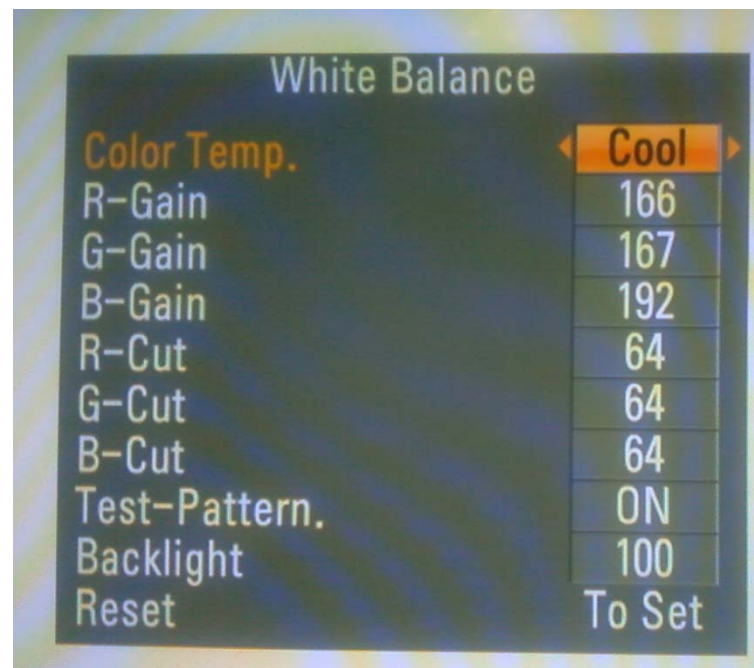 White Balance
Color Temp. Cool
R-Gain 166
G-Gain 167
B-Gain 192
R-Cut 64
G-Cut 64
B-Cut 64
Test-Pattern. ON
Backlight 100
Reset To Set